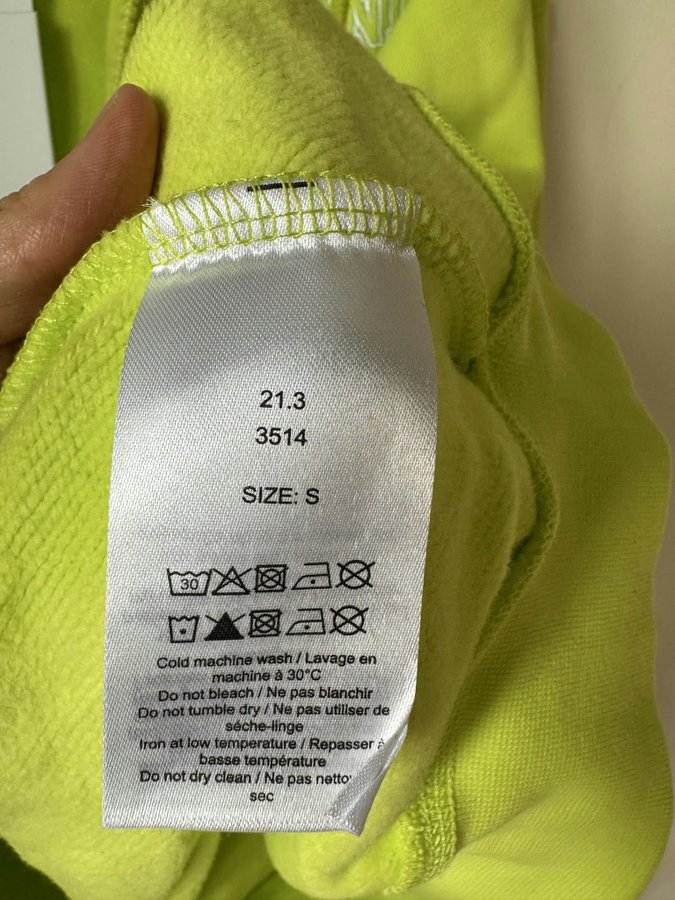 21.3
3514
SIZE: S
30
Cold machine wash / Lavage en
machine à 30°C
Do not bleach / Ne pas blanchir
Do not tumble dry / Ne pas utiliser de
séche-linge
Iron at low temperature / Repasser à
basse température
Do not dry clean / Ne pas
sec